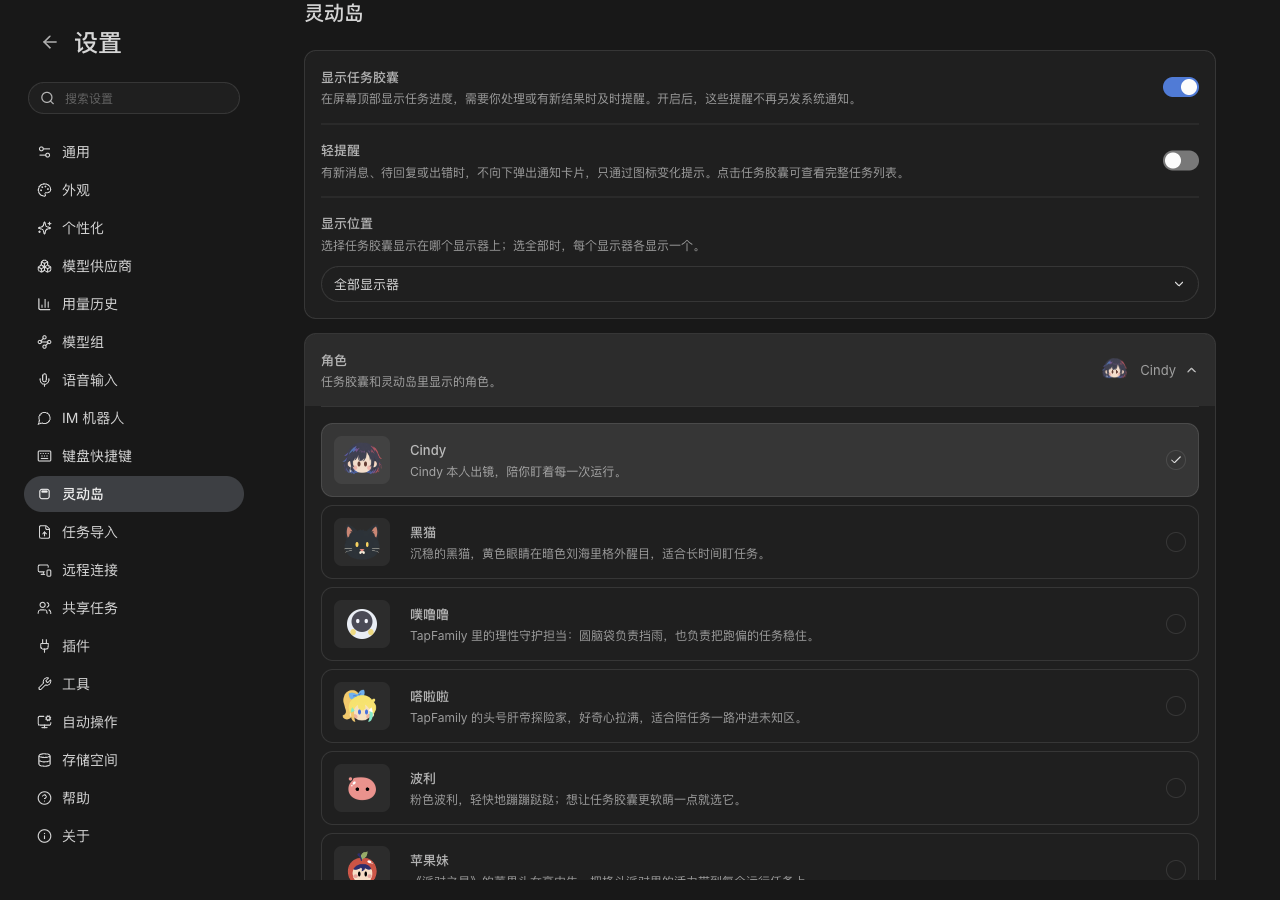 设置
搜索设置
通用
外观
个性化
模型供应商
用量历史
模型组
语音输入
IM 机器人
键盘快捷键
灵动岛
任务导入
远程连接
共享任务
插件
工具
自动操作
存储空间
帮助
关于
灵动岛
显示任务胶囊
在屏幕顶部显示任务进度，需要你处理或有新结果时及时提醒。开启后，这些提醒不再另发系统通知。
轻提醒
有新消息、待回复或出错时，不向下弹出通知卡片，只通过图标变化提示。点击任务胶囊可查看完整任务列表。
显示位置
选择任务胶囊显示在哪个显示器上；选全部时，每个显示器各显示一个。
全部显示器
角色
任务胶囊和灵动岛里显示的角色。
Cindy
Cindy
Cindy 本人出镜，陪你盯着每一次运行。
黑猫
沉稳的黑猫，黄色眼睛在暗色刘海里格外醒目，适合长时间盯任务。
噗噜噜
TapFamily 里的理性守护担当：圆脑袋负责挡雨，也负责把跑偏的任务稳住。
嗒啦啦
TapFamily 的头号肝帝探险家，好奇心拉满，适合陪任务一路冲进未知区。
波利
粉色波利，轻快地蹦蹦跶跶；想让任务胶囊更软萌一点就选它。
苹果妹